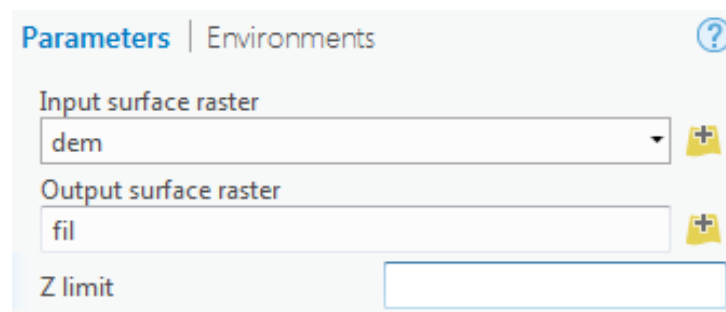 Parameters | Environments ?
Input surface raster
dem
Output surface raster
fil
Z limit